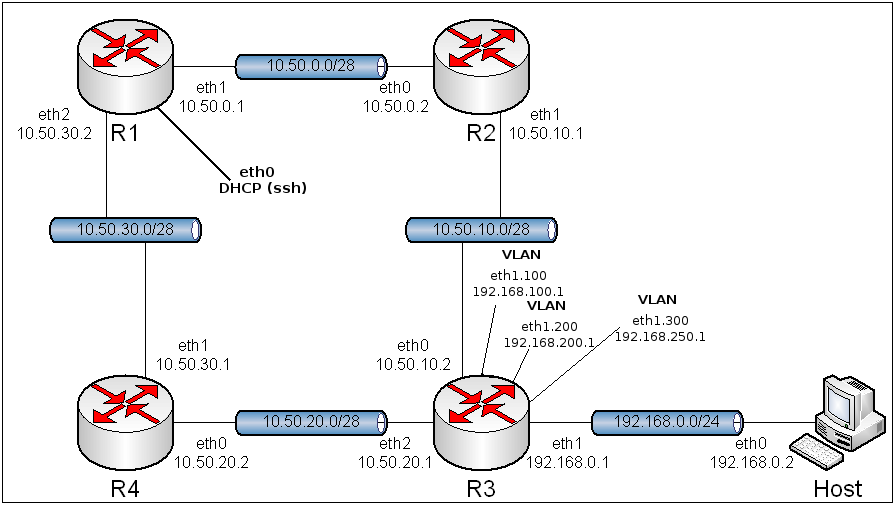 10.50.0.0/28
eth1
10.50.0.1
eth0
10.50.0.2
eth2
10.50.30.2
R1
R2
eth1
10.50.10.1
eth0
DHCP (ssh)
10.50.30.0/28
10.50.10.0/28
VLAN
eth1.100
192.168.100.1
VLAN
eth1.200
192.168.200.1
VLAN
eth1.300
192.168.250.1
eth1
10.50.30.1
eth0
10.50.10.2
10.50.20.0/28
192.168.0.0/24
eth0
10.50.20.2
eth2
10.50.20.1
eth1
192.168.0.1
eth0
192.168.0.2
R4
R3
Host